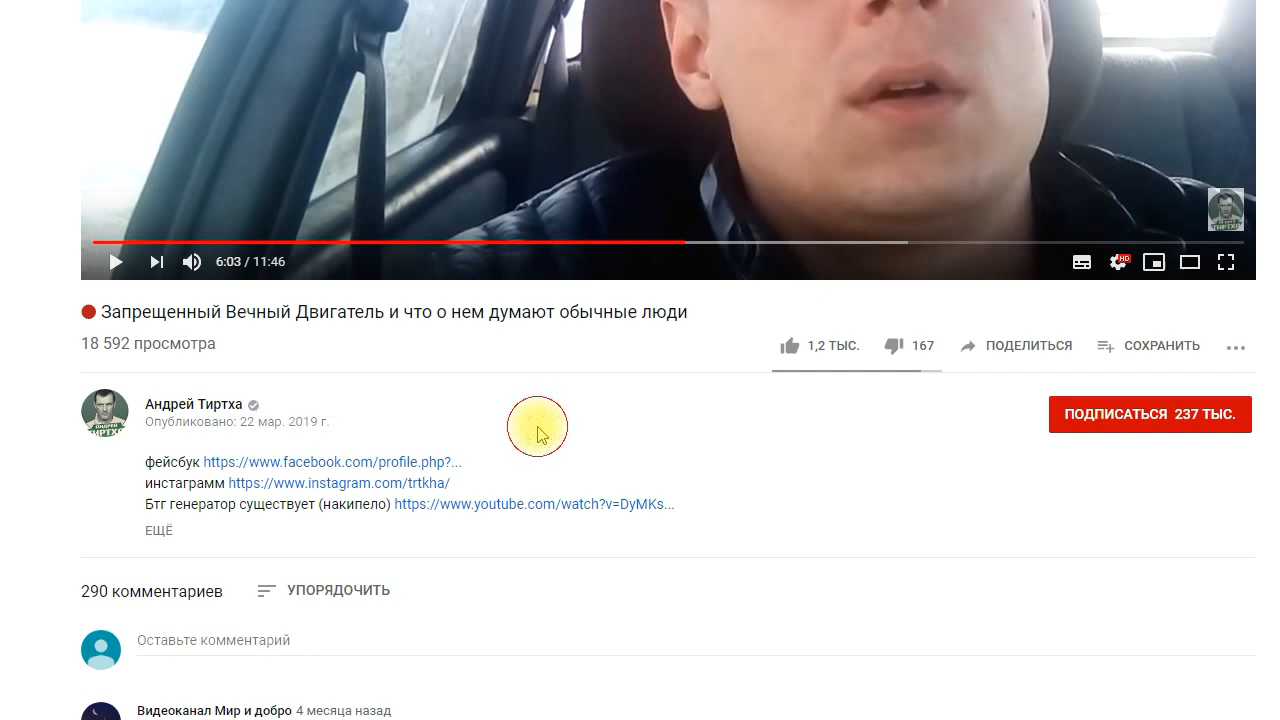 HD
6:03 / 11:46
Запрещенный Вечный Двигатель и что о нем думают обычные люди
18 592 просмотра
1,2 ТЫС.
167
ПОДЕЛИТЬСЯ
СОХРАНИТЬ
Андрей Тиртха
Опубликовано: 22 мар. 2019 г.
ПОДПИСАТЬСЯ 237 ТЫС.
фейсбук https://www.facebook.com/profile.php?...
инстаграмм https://www.instagram.com/trtkha/
Бтг генератор существует (накипело) https://www.youtube.com/watch?v=DyMKs...
ЕЩЁ
290 комментариев
УПОРЯДОЧИТЬ
Оставьте комментарий
Видеоканал Мир и добро 4 месяца назад